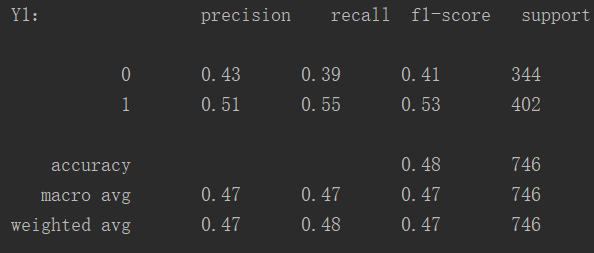 Y1: precision recall f1-score support
0 0.43 0.39 0.41 344
1 0.51 0.55 0.53 402
accuracy 0.48 746
macro avg 0.47 0.47 0.47 746
weighted avg 0.47 0.48 0.47 746